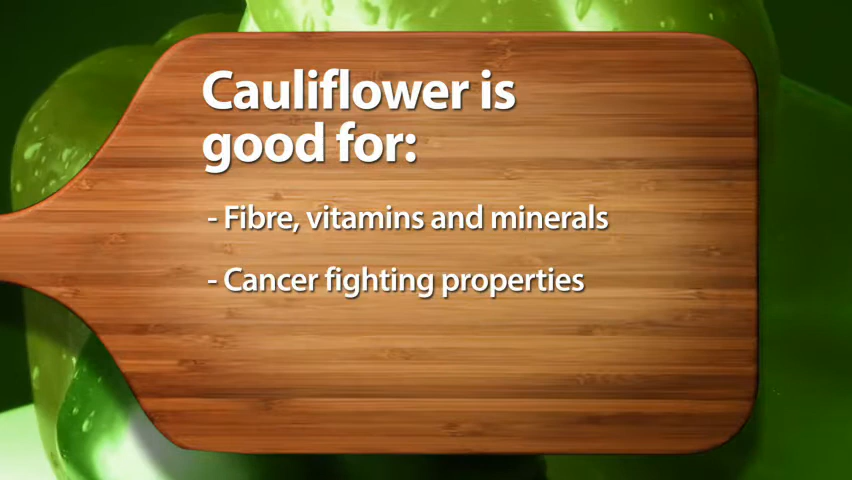 Cauliflower is
good for:
- Fibre, vitamins and minerals
- Cancer fighting properties